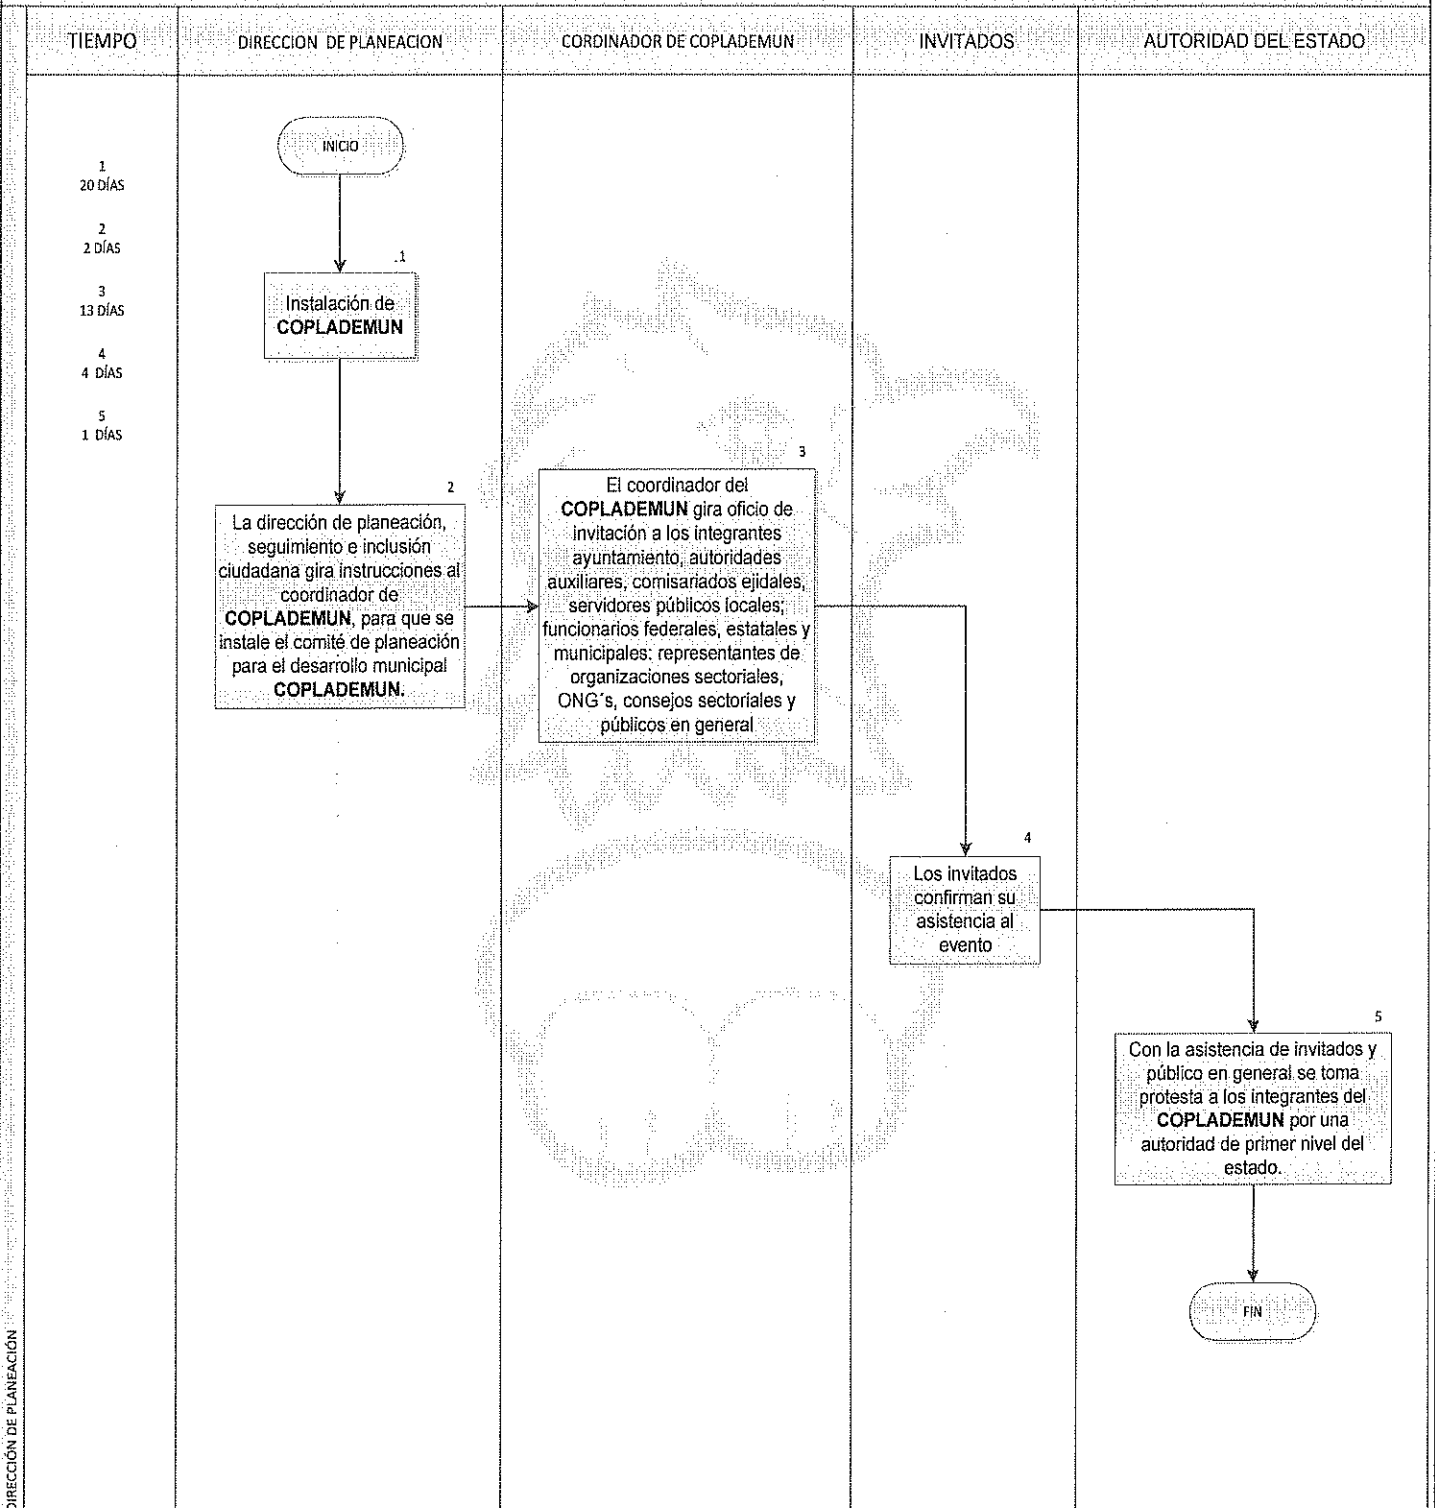 TIEMPO
DIRECCION DE PLANEACION
CORDINADOR DE COPLADEMUN
INVITADOS
AUTORIDAD DEL ESTADO
1
20 DÍAS
2
2 DÍAS
3
13 DÍAS
4
4 DÍAS
5
1 DÍAS
INICIO
1
Instalación de
COPLADEMUN
2
La dirección de planeación,
seguimiento e inclusión
ciudadana gira instrucciones al
coordinador de
COPLADEMUN, para que se
instale el comité de planeación
para el desarrollo municipal
COPLADEMUN.
3
El coordinador del
COPLADEMUN gira oficio de
invitación a los integrantes
ayuntamiento, autoridades
auxiliares, comisariados ejidales,
servidores públicos locales;
funcionarios federales, estatales y
municipales: representantes de
organizaciones sectoriales,
ONG´s, consejos sectoriales y
públicos en general
4
Los invitados
confirman su
asistencia al
evento
5
Con la asistencia de invitados y
público en general se toma
protesta a los integrantes del
COPLADEMUN por una
autoridad de primer nivel del
estado.
FIN
DIRECCIÓN DE PLANEACIÓN